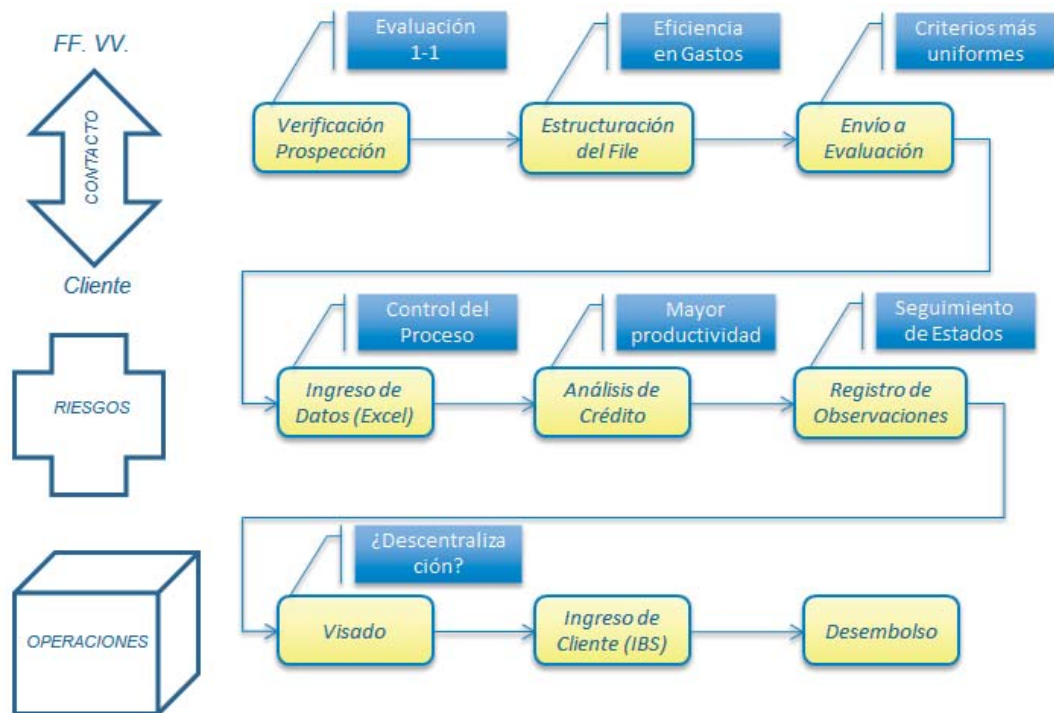 FF. VV.
CONTACTO
Cliente
Evaluación
1-1
Eficiencia
en Gastos
Criterios más
uniformes
Verificación
Prospección
Estructuración
del File
Envío a
Evaluación
RIESGOS
Control del
Proceso
Mayor
productividad
Seguimiento
de Estados
Ingreso de
Datos (Excel)
Análisis de
Crédito
Registro de
Observaciones
OPERACIONES
¿Descentraliza
ción?
Visado
Ingreso de
Cliente (IBS)
Desembolso